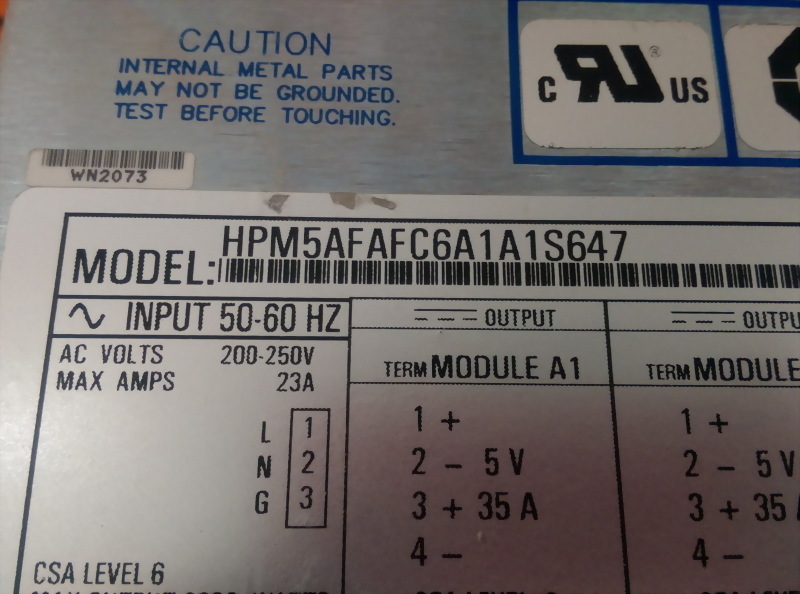 CAUTION
INTERNAL METAL PARTS
MAY NOT BE GROUNDED.
TEST BEFORE TOUCHING.
C RU ® US
WN2073
MODEL: HPM5AFAFC6A1A1S647
INPUT 50-60 HZ
OUTPUT
OUTPU
AC VOLTS 200-250V
MAX AMPS 23A
L 1
N 2
G 3
TERM MODULE A1
1 +
2 - 5 V
3 + 35 A
4 -
TERM MODULE
1 +
2 - 5 V
3 + 35
4 -
CSA LEVEL 6